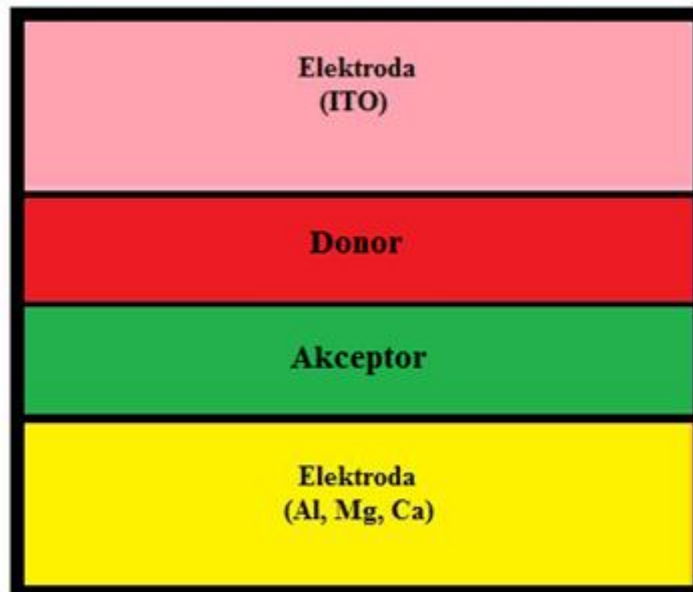 Elektroda
(ITO)
Donor
Akceptor
Elektroda
(Al, Mg, Ca)